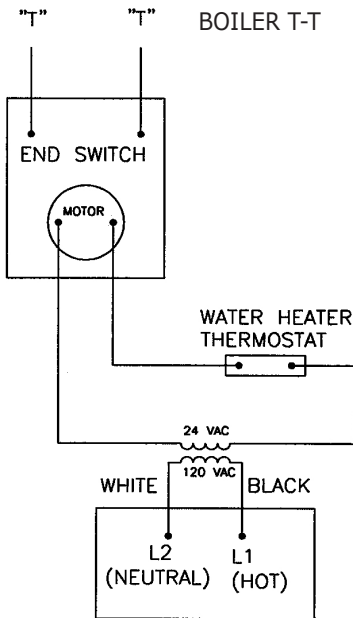 "T" "T" BOILER T-T
END SWITCH
MOTOR
WATER HEATER
THERMOSTAT
24 VAC
120 VAC
WHITE BLACK
L2 L1
(NEUTRAL) (HOT)